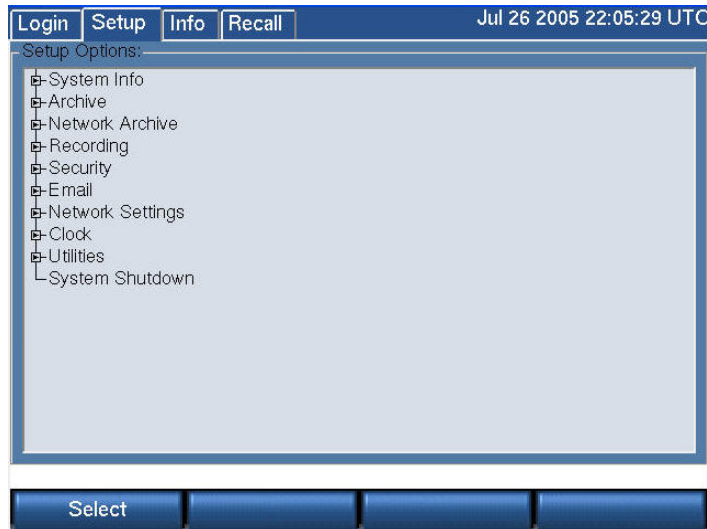 Login Setup Info Recall Jul 26 2005 22:05:29 UTC
Setup Options:
System Info
Archive
Network Archive
Recording
Security
Email
Network Settings
Clock
Utilities
System Shutdown
Select